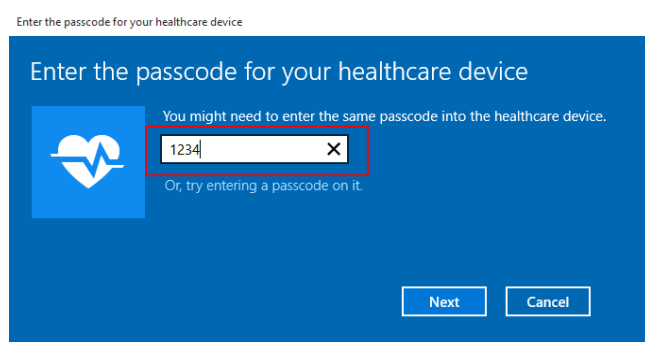 Enter the passcode for your healthcare device
Enter the passcode for your healthcare device
You might need to enter the same passcode into the healthcare device.
1234
Or, try entering a passcode on it.
Next
Cancel